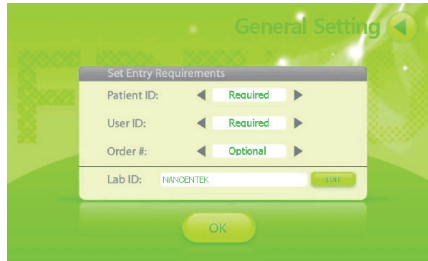 General Setting
Set Entry Requirements
Patient ID: Required
User ID: Required
Order #: Optional
Lab ID: NANOENTEK
OK